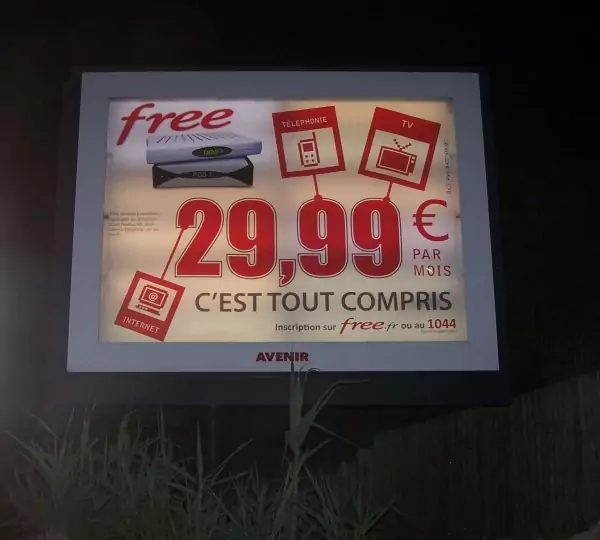 free
TÉLÉPHONIE
TV
29,99 €
PAR
MOIS
INTERNET
C'EST TOUT COMPRIS
Inscription sur free.fr ou au 1044
AVENIR